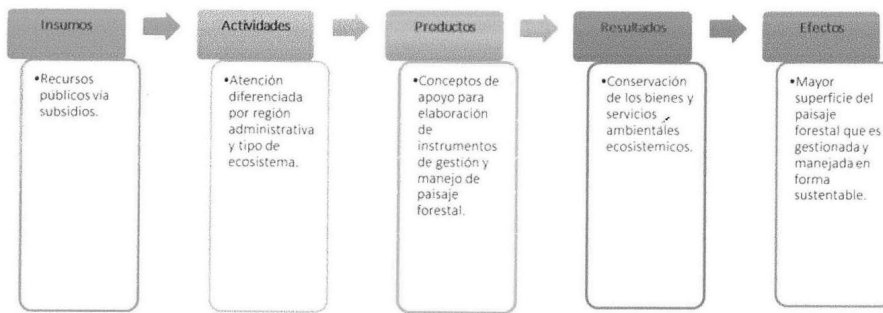 Insumos
Actividades
Productos
Resultados
Efectos
•Recursos
publicos via
subsidios.
•Atención
diferenciada
por región
administrativa
y tipo de
ecosistema.
•Conceptos de
apoyo para
elaboración
de
instrumentos
de gestión y
manejo de
paisaje
forestal.
•Conservación
de los bienes y
servicios
ambientales
ecosistemicos.
•Mayor
superficie del
paisaje
forestal que es
gestionada y
manejada en
forma
sustentable.